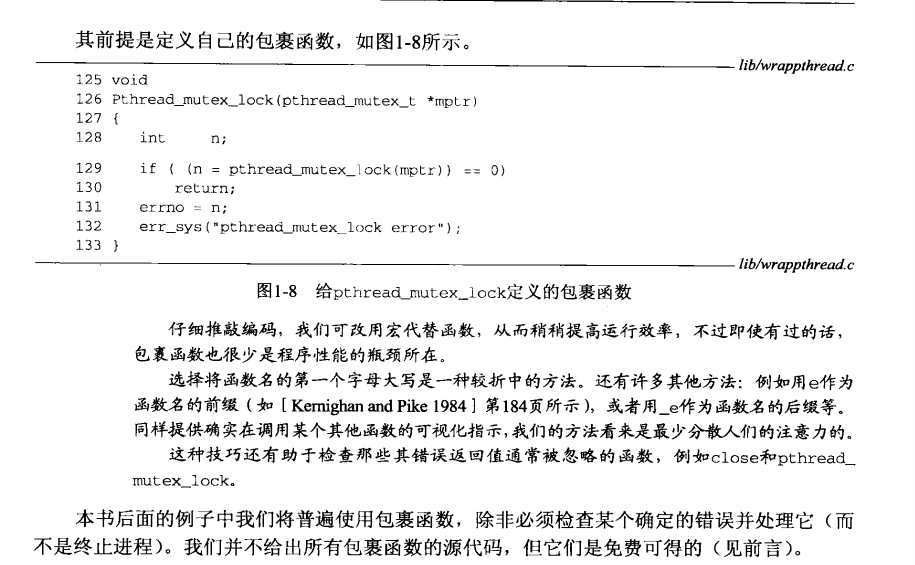 其前提是定义自己的包裹函数，如图1-8所示。
lib/wrappthread.c
125 void
126 Pthread_mutex_lock(pthread_mutex_t *mptr)
127 {
128     int     n;
129     if ( (n = pthread_mutex_lock(mptr)) == 0)
130         return;
131     errno = n;
132     err_sys("pthread_mutex_lock error");
133 }
lib/wrappthread.c
图1-8 给pthread_mutex_lock定义的包裹函数
仔细推敲编码，我们可改用宏代替函数，从而稍稍提高运行效率，不过即使有过的话，
包裹函数也很少是程序性能的瓶颈所在。
选择将函数名的第一个字母大写是一种较折中的方法。还有许多其他方法：例如用e作为
函数名的前缀（如［Kernighan and Pike 1984］第184页所示），或者用_e作为函数名的后缀等。
同样提供确实在调用某个其他函数的可视化指示，我们的方法看来是最少分散人们的注意力的。
这种技巧还有助于检查那些其错误返回值通常被忽略的函数，例如close和pthread_
mutex_lock。
本书后面的例子中我们将普遍使用包裹函数，除非必须检查某个确定的错误并处理它（而
不是终止进程）。我们并不给出所有包裹函数的源代码，但它们是免费可得的（见前言）。